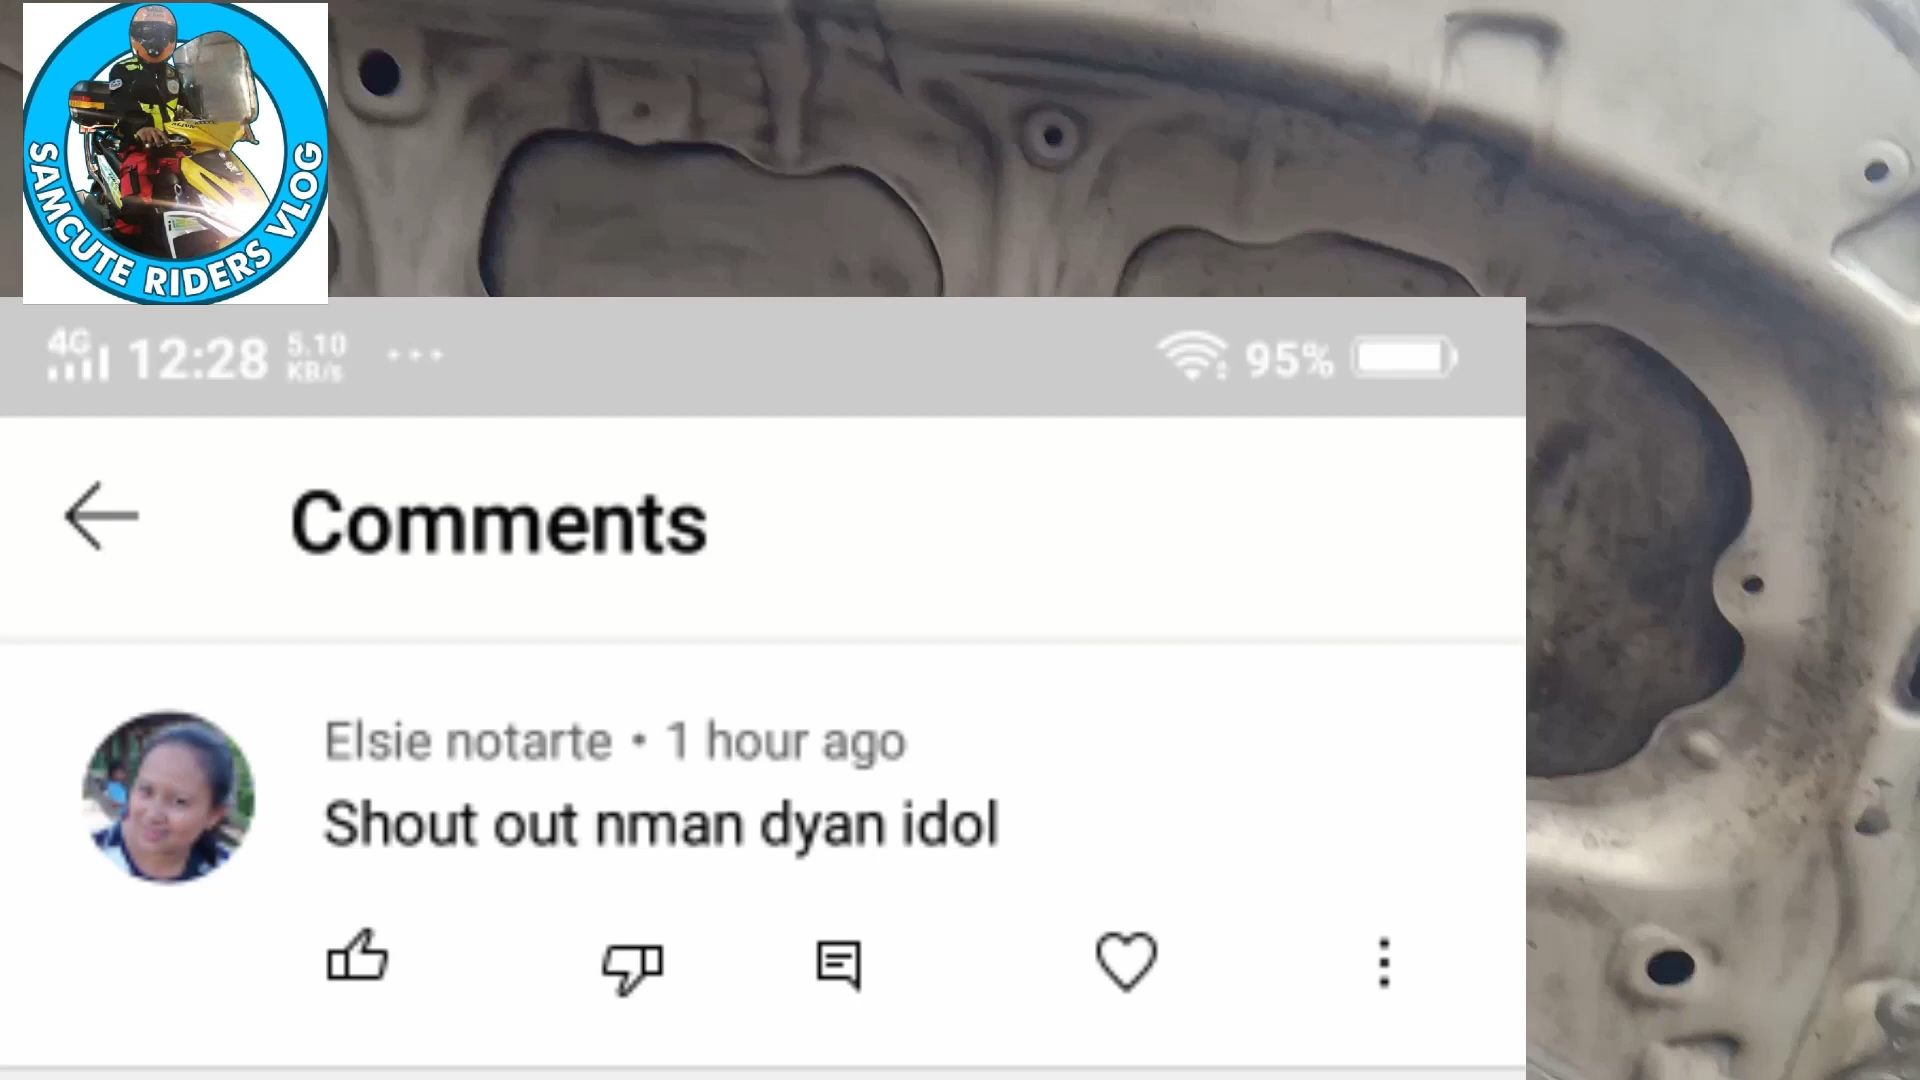 SAMCUTE RIDERS VLOG
4G 12:28 5.10 KB/s 95%
Comments
Elsie notarte • 1 hour ago
Shout out nman dyan idol